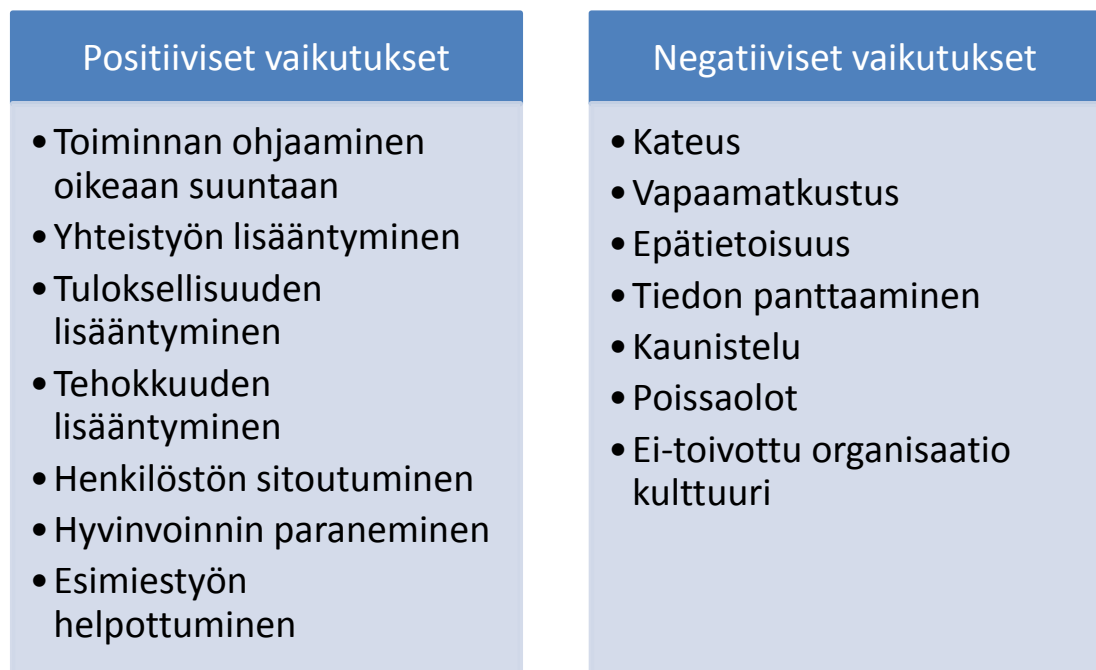 Positiiviset vaikutukset
• Toiminnan ohjaaminen
oikeaan suuntaan
• Yhteistyön lisääntyminen
• Tuloksellisuuden
lisääntyminen
• Tehokkuuden
lisääntyminen
• Henkilöstön sitoutuminen
• Hyvinvoinnin paraneminen
• Esimiestyön
helpottuminen
Negatiiviset vaikutukset
• Kateus
• Vapaamatkustus
• Epätietoisuus
• Tiedon panttaaminen
• Kaunistelu
• Poissaolot
• Ei-toivottu organisaatio
kulttuuri